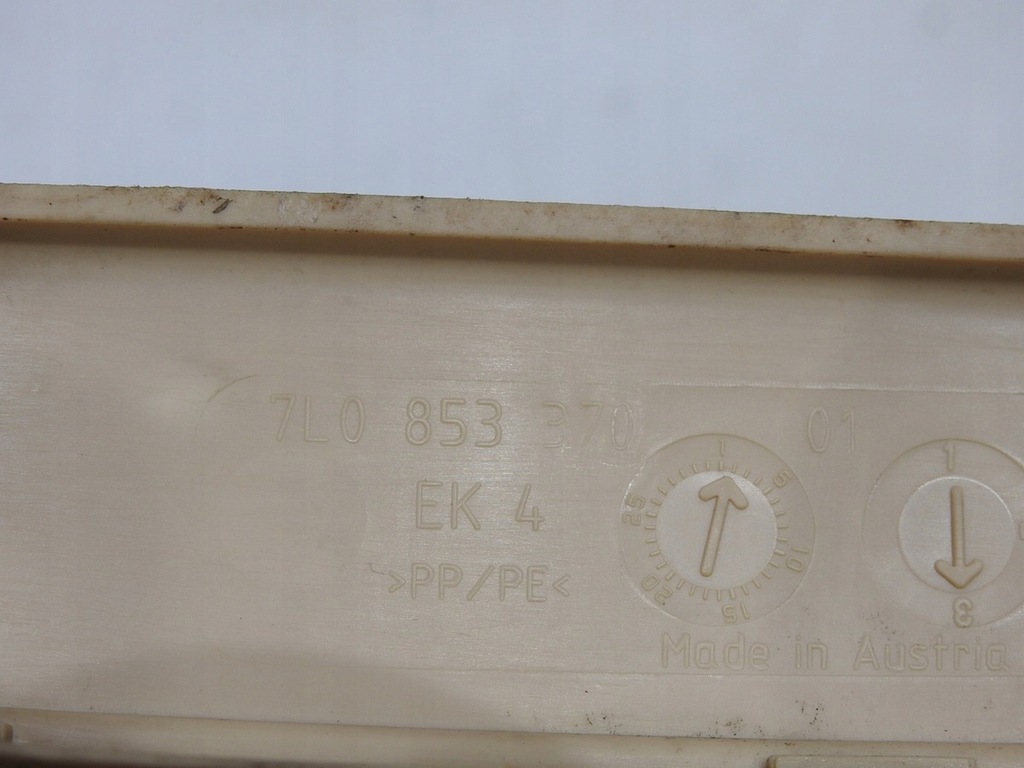 7L0 853 370 01
EK 4
>PP/PE<
1 5 10 15 20 25
1 3
Made in Austria